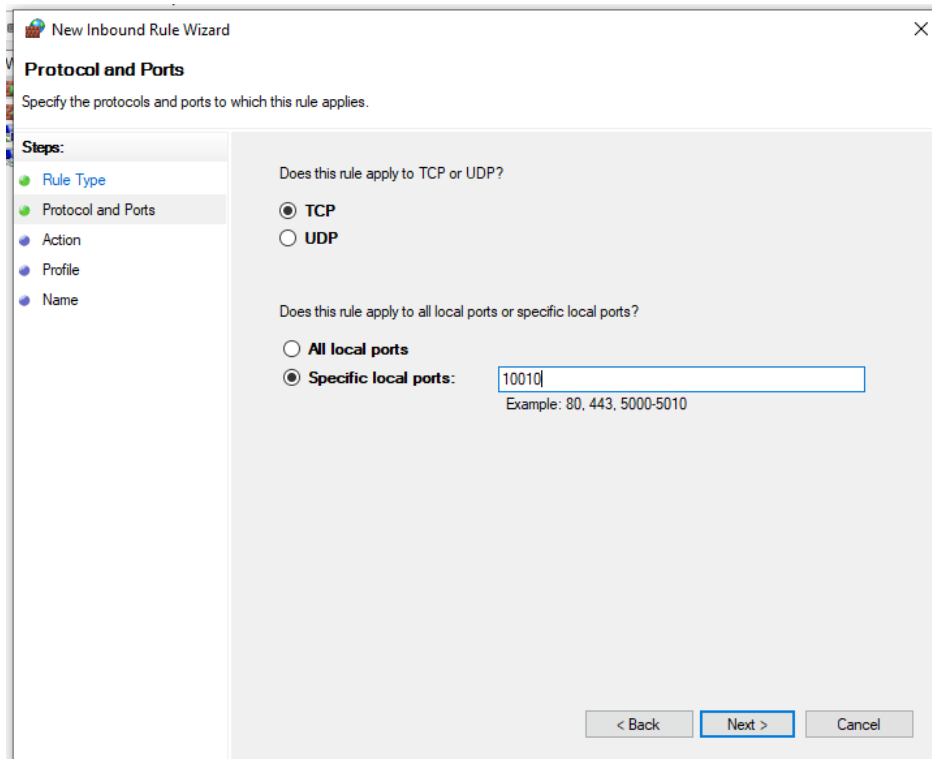 New Inbound Rule Wizard
Protocol and Ports
Specify the protocols and ports to which this rule applies.
Steps:
Rule Type
Protocol and Ports
Action
Profile
Name
Does this rule apply to TCP or UDP?
TCP
UDP
Does this rule apply to all local ports or specific local ports?
All local ports
Specific local ports: 10010
Example: 80, 443, 5000-5010
< Back Next > Cancel